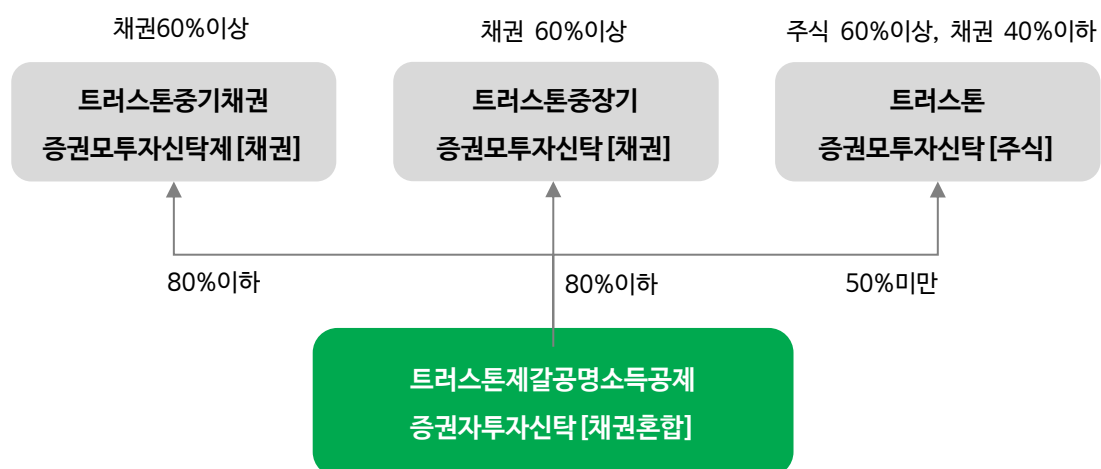 채권60%이상
채권 60%이상
주식 60%이상, 채권 40%이하
트러스톤중기채권
증권모투자신탁제[채권]
트러스톤중장기
증권모투자신탁[채권]
트러스톤
증권모투자신탁[주식]
80%이하
80%이하
50%미만
트러스톤제갈공명소득공제
증권자투자신탁[채권혼합]